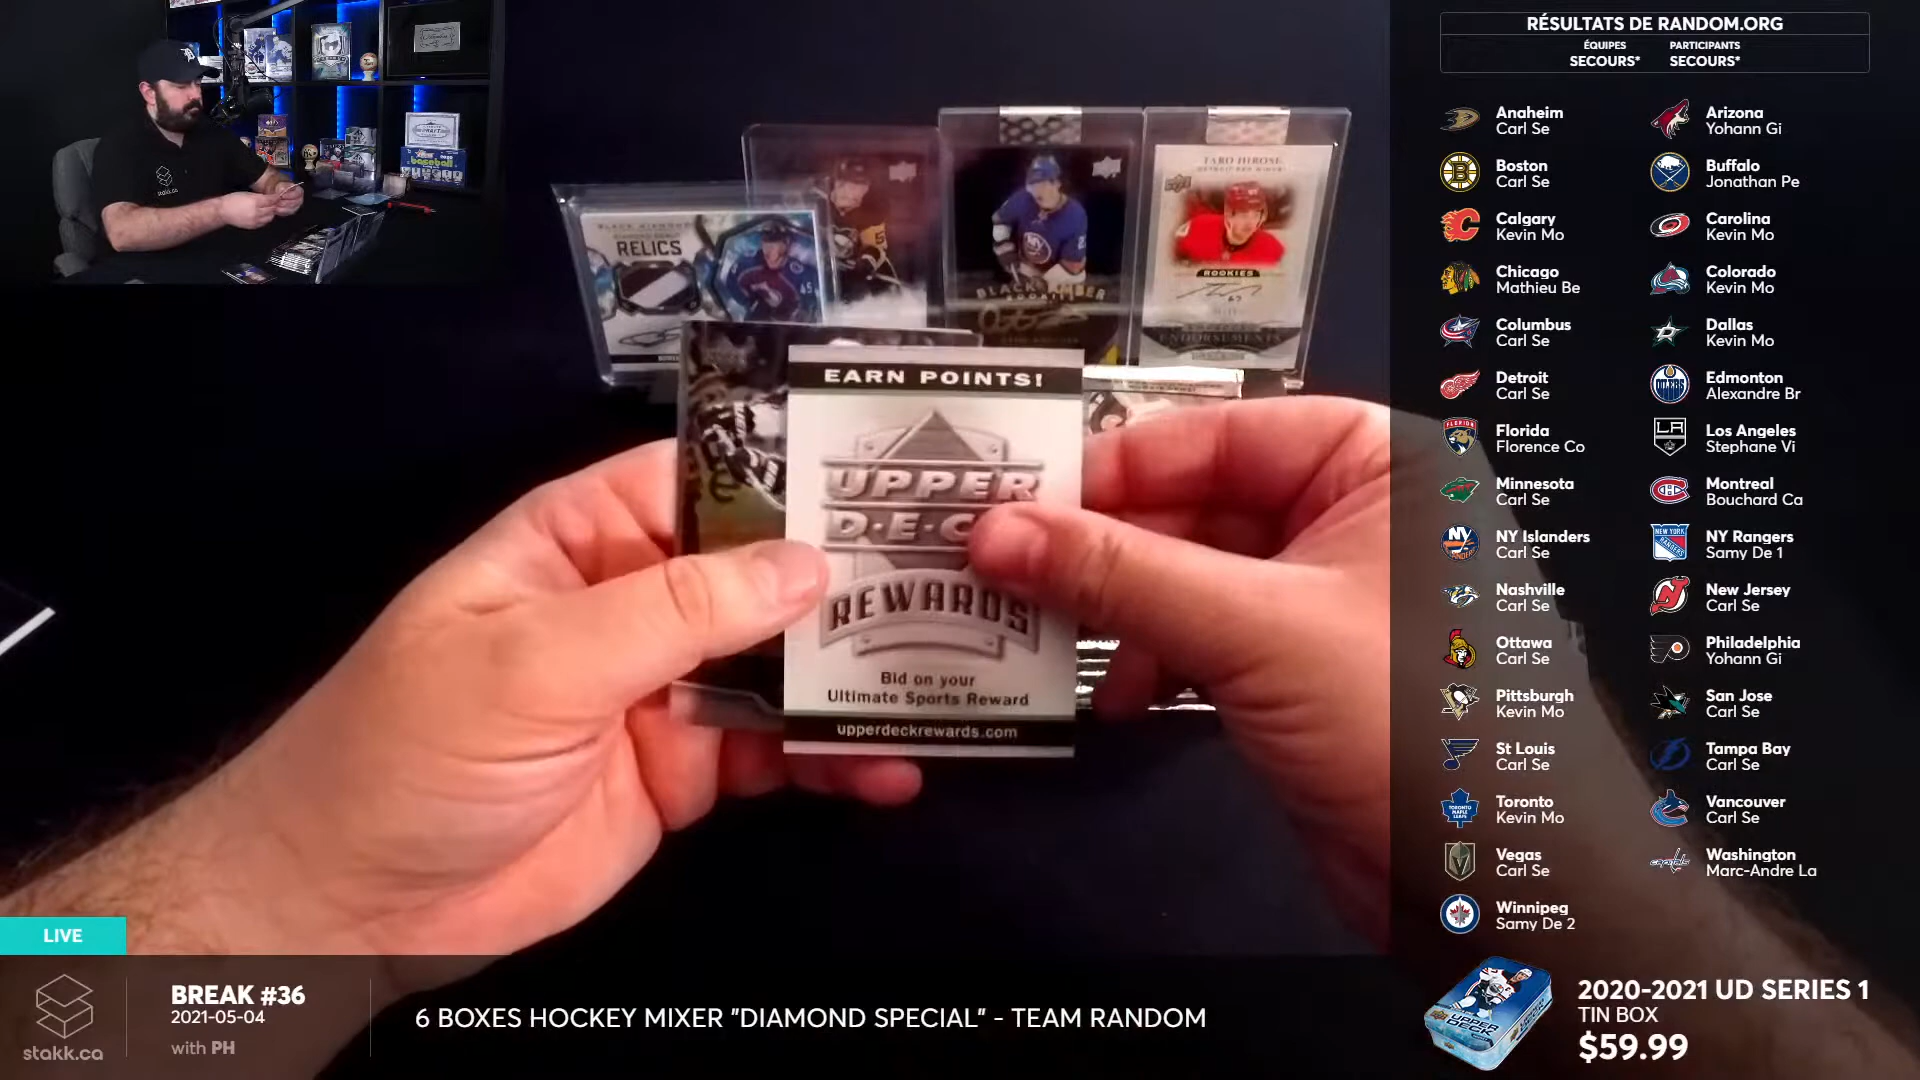 RÉSULTATS DE RANDOM.ORG
ÉQUIPES
SECOURS*
PARTICIPANTS
SECOURS*
Anaheim
Carl Se
Arizona
Yohann Gi
Boston
Carl Se
Buffalo
Jonathan Pe
Calgary
Kevin Mo
Carolina
Kevin Mo
Chicago
Mathieu Be
Colorado
Kevin Mo
Columbus
Carl Se
Dallas
Kevin Mo
Detroit
Carl Se
Edmonton
Alexandre Br
Florida
Florence Co
Los Angeles
Stephane Vi
Minnesota
Carl Se
Montreal
Bouchard Ca
NY Islanders
Carl Se
NY Rangers
Samy De 1
Nashville
Carl Se
New Jersey
Carl Se
Ottawa
Carl Se
Philadelphia
Yohann Gi
Pittsburgh
Kevin Mo
San Jose
Carl Se
St Louis
Carl Se
Tampa Bay
Carl Se
Toronto
Kevin Mo
Vancouver
Carl Se
Vegas
Carl Se
Washington
Marc-Andre La
Winnipeg
Samy De 2
stakk.ca
baseball
RELICS
TARO HIROSE
ROOKIES
ENDORSEMENTS
EARN POINTS!
UPPER
D·E·C
REWARDS!
Bid on your
Ultimate Sports Reward
upperdeckrewards.com
LIVE
stakk.ca
BREAK #36
2021-05-04
with PH
6 BOXES HOCKEY MIXER "DIAMOND SPECIAL" - TEAM RANDOM
UPPER DECK
2020-2021 UD SERIES 1
TIN BOX
$59.99